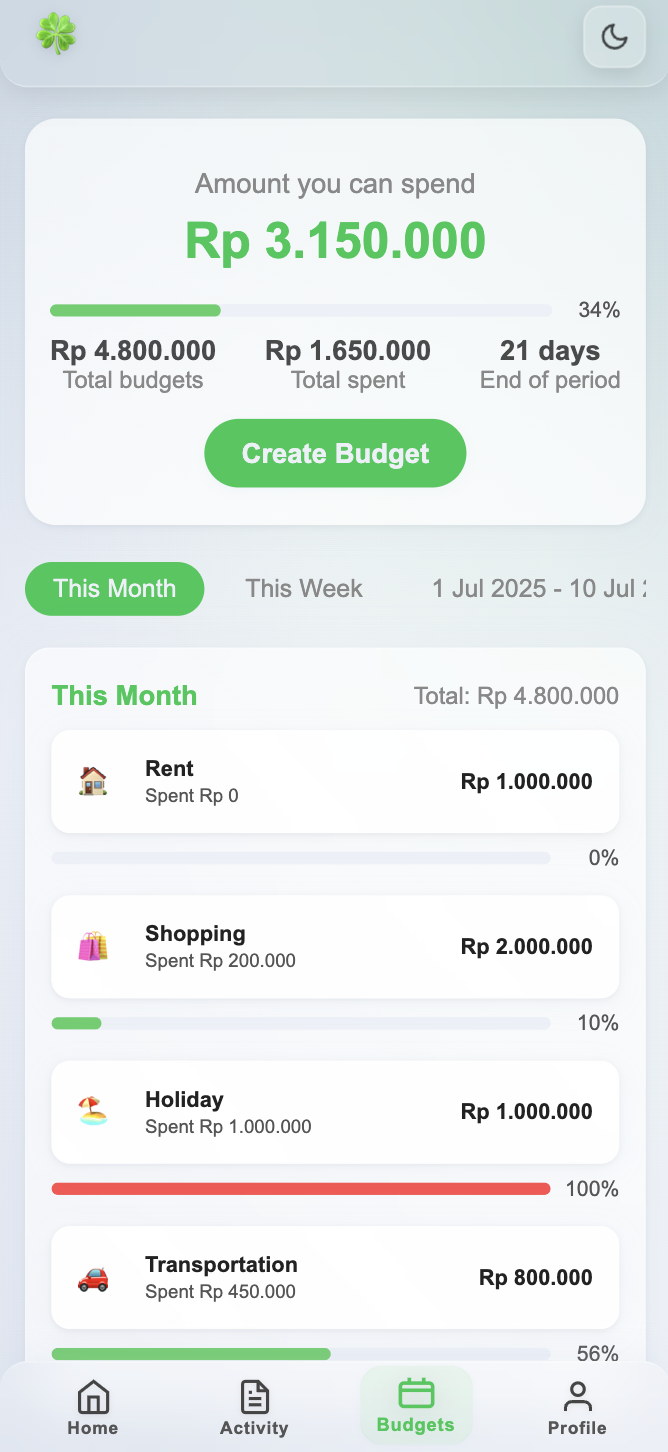 Amount you can spend
Rp 3.150.000
34%
Rp 4.800.000 Rp 1.650.000 21 days
Total budgets Total spent End of period
Create Budget
This Month This Week 1 Jul 2025 - 10 Jul
This Month Total: Rp 4.800.000
Rent
Spent Rp 0
Rp 1.000.000
0%
Shopping
Spent Rp 200.000
Rp 2.000.000
10%
Holiday
Spent Rp 1.000.000
Rp 1.000.000
100%
Transportation
Spent Rp 450.000
Rp 800.000
56%
Home Activity Budgets Profile